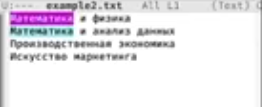 U:--- example2.txt All L1 (Text)
Математика и физика
Математика и анализ данных
Производственная экономика
Искусство маркетинга